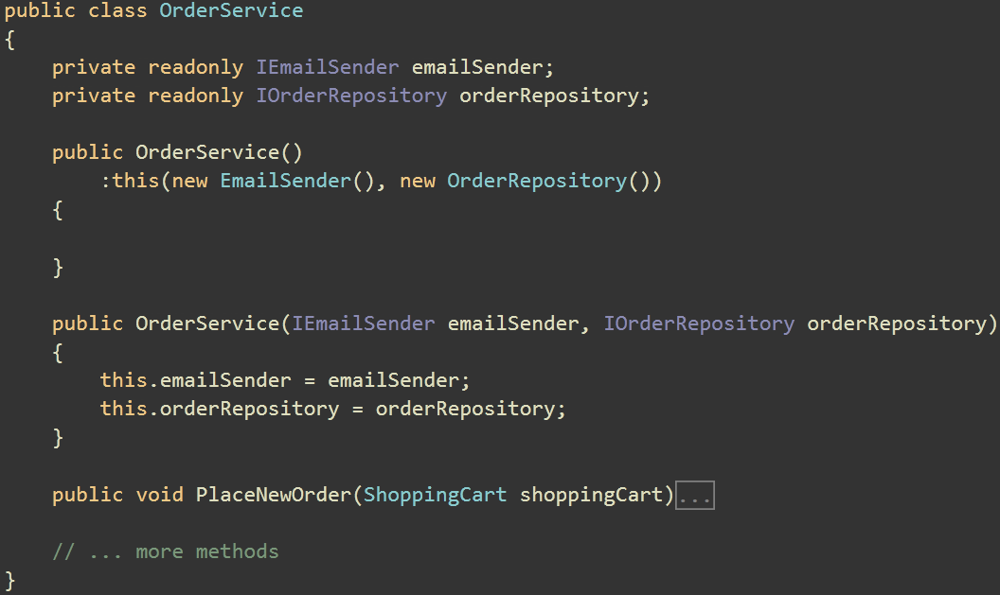 public class OrderService
{
    private readonly IEmailSender emailSender;
    private readonly IOrderRepository orderRepository;
    public OrderService()
        :this(new EmailSender(), new OrderRepository())
    {
    }
    public OrderService(IEmailSender emailSender, IOrderRepository orderRepository)
    {
        this.emailSender = emailSender;
        this.orderRepository = orderRepository;
    }
    public void PlaceNewOrder(ShoppingCart shoppingCart)...
    // ... more methods
}